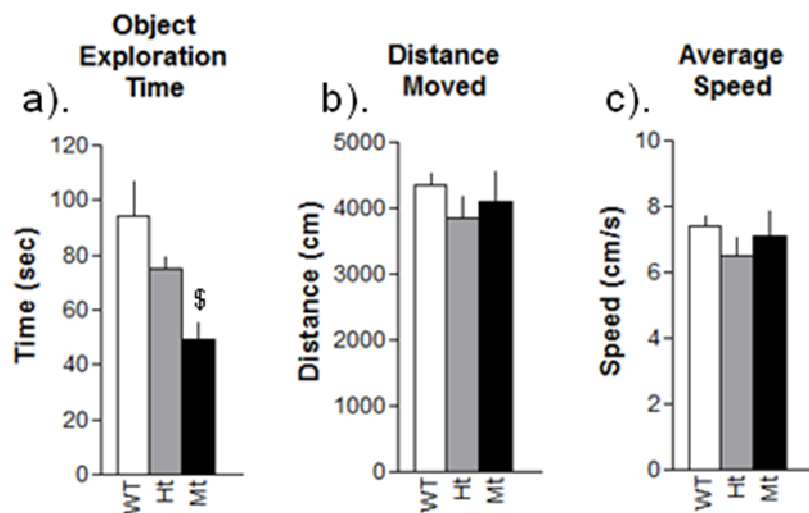 Object
Exploration
Time
a).
Time (sec)
120
100
80
60
40
20
0
$
WT
Ht
Mt
Distance
Moved
b).
Distance (cm)
5000
4000
3000
2000
1000
0
WT
Ht
Mt
Average
Speed
c).
Speed (cm/s)
10
8
6
4
2
0
WT
Ht
Mt